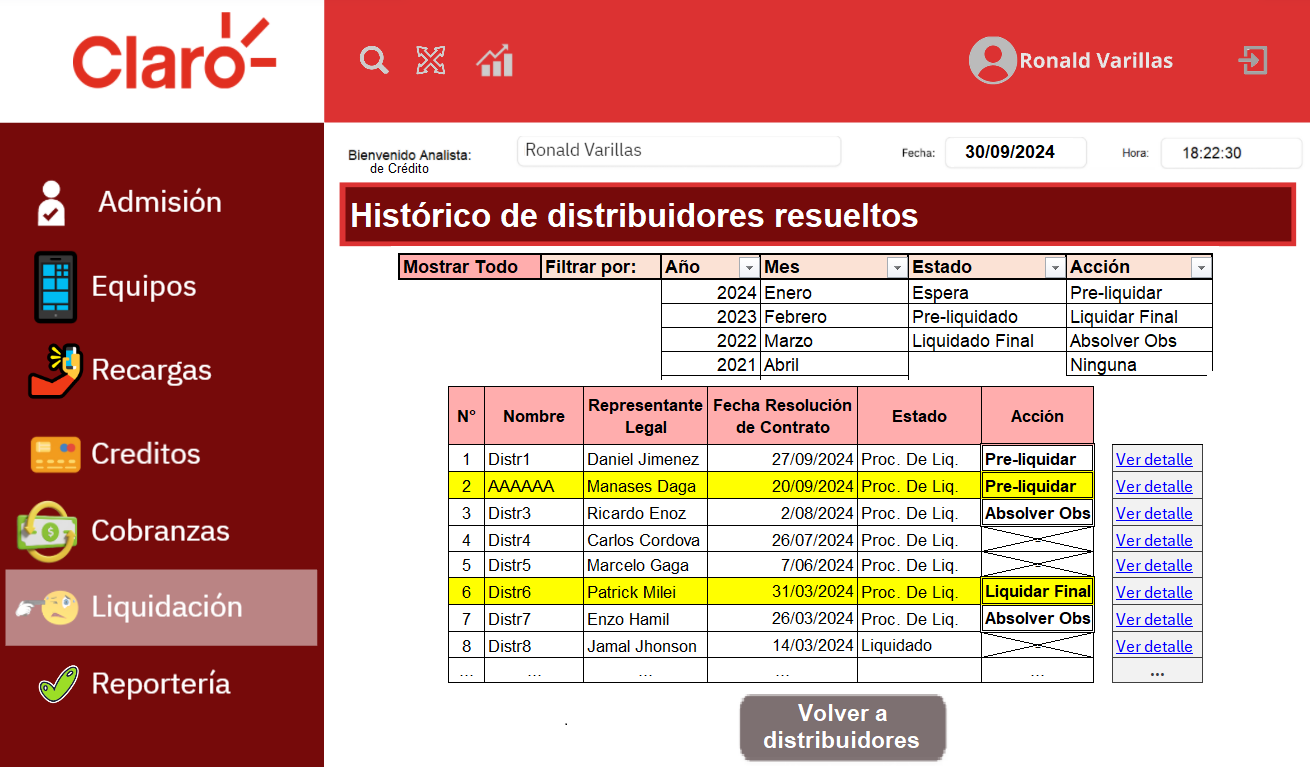 Claro
Ronald Varillas
Bienvenido Analista:
de Crédito
Ronald Varillas
Fecha:
30/09/2024
Hora:
18:22:30
Admisión
Equipos
Recargas
Creditos
Cobranzas
Liquidación
Reportería
Histórico de distribuidores resueltos
Mostrar Todo Filtrar por: Año Mes Estado Acción
2024 Enero Espera Pre-liquidar
2023 Febrero Pre-liquidado Liquidar Final
2022 Marzo Liquidado Final Absolver Obs
2021 Abril Ninguna
N° Nombre Representante Legal Fecha Resolución de Contrato Estado Acción
1 Distr1 Daniel Jimenez 27/09/2024 Proc. De Liq. Pre-liquidar Ver detalle
2 AAAAAA Manases Daga 20/09/2024 Proc. De Liq. Pre-liquidar Ver detalle
3 Distr3 Ricardo Enoz 2/08/2024 Proc. De Liq. Absolver Obs Ver detalle
4 Distr4 Carlos Cordova 26/07/2024 Proc. De Liq. Ver detalle
5 Distr5 Marcelo Gaga 7/06/2024 Proc. De Liq. Ver detalle
6 Distr6 Patrick Milei 31/03/2024 Proc. De Liq. Liquidar Final Ver detalle
7 Distr7 Enzo Hamil 26/03/2024 Proc. De Liq. Absolver Obs Ver detalle
8 Distr8 Jamal Jhonson 14/03/2024 Liquidado Ver detalle
... ... ... ... ... ...
.
Volver a
distribuidores